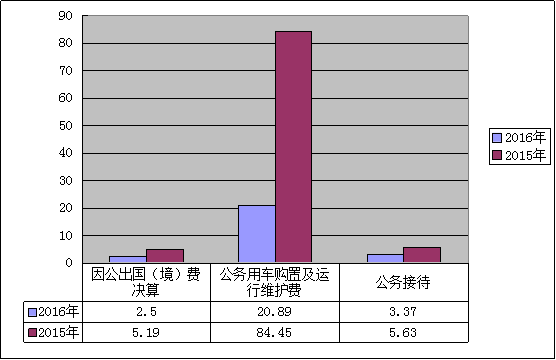 90
80
70
60
50
40
30
20
10
0
2016年
2015年
因公出国（境）费
决算
公务用车购置及运
行维护费
公务接待
2016年 2.5 20.89 3.37
2015年 5.19 84.45 5.63